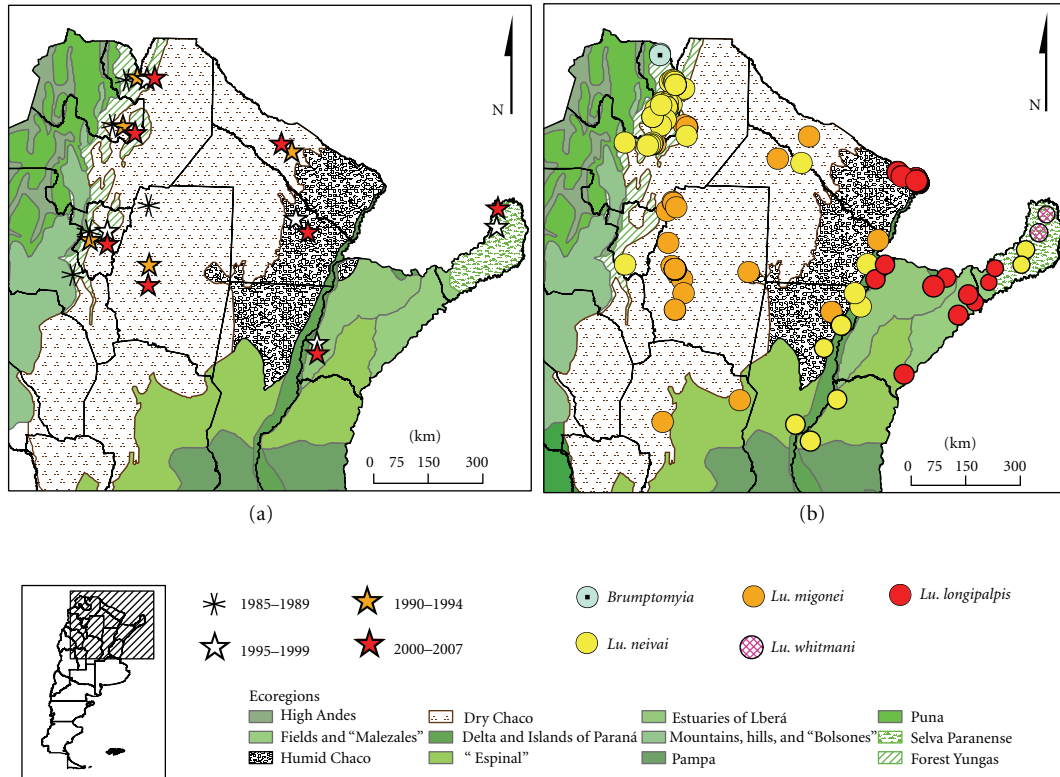 N
(km)
0 75 150 300
(a)
N
(km)
0 75 150 300
(b)
1985–1989
1990–1994
1995–1999
2000–2007
Brumptomyia
Lu. migonei
Lu. longipalpis
Lu. neivai
Lu. whitmani
Ecoregions
High Andes
Dry Chaco
Estuaries of Lberá
Puna
Fields and “Malezales”
Delta and Islands of Paraná
Mountains, hills, and “Bolsones”
Selva Paranense
Humid Chaco
“ Espinal”
Pampa
Forest Yungas